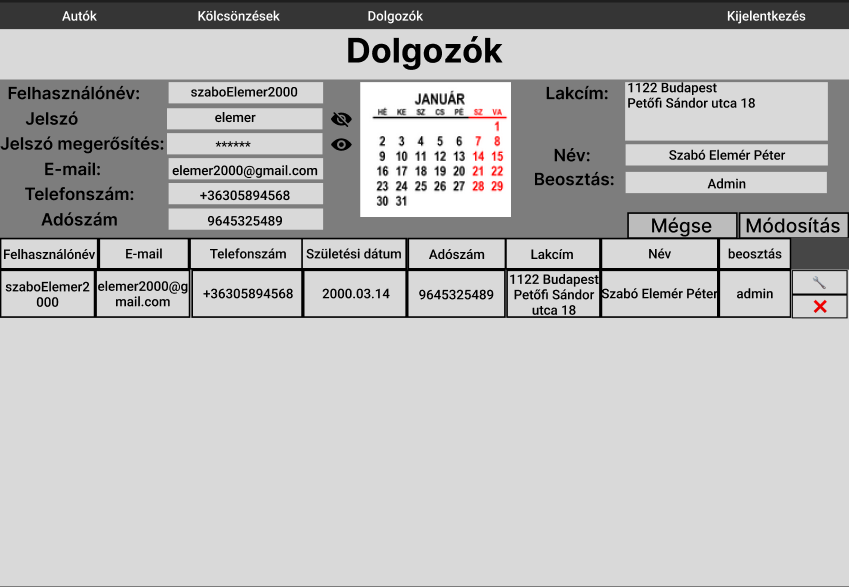 Autók Kölcsönzések Dolgozók Kijelentkezés
Dolgozók
Felhasználónév: szaboElemer2000
Jelszó elemer
Jelszó megerősítés: ******
E-mail: elemer2000@gmail.com
Telefonszám: +36305894568
Adószám 9645325489
JANUÁR
HÉ KE SZ CS PÉ SZ VA
1
2 3 4 5 6 7 8
9 10 11 12 13 14 15
16 17 18 19 20 21 22
23 24 25 26 27 28 29
30 31
Lakcím: 1122 Budapest
Petőfi Sándor utca 18
Név: Szabó Elemér Péter
Beosztás: Admin
Mégse Módosítás
Felhasználónév E-mail Telefonszám Születési dátum Adószám Lakcím Név beosztás
szaboElemer2
000
elemer2000@g
mail.com
+36305894568
2000.03.14
9645325489
1122 Budapest
Petőfi Sándor
utca 18
Szabó Elemér Péter
admin